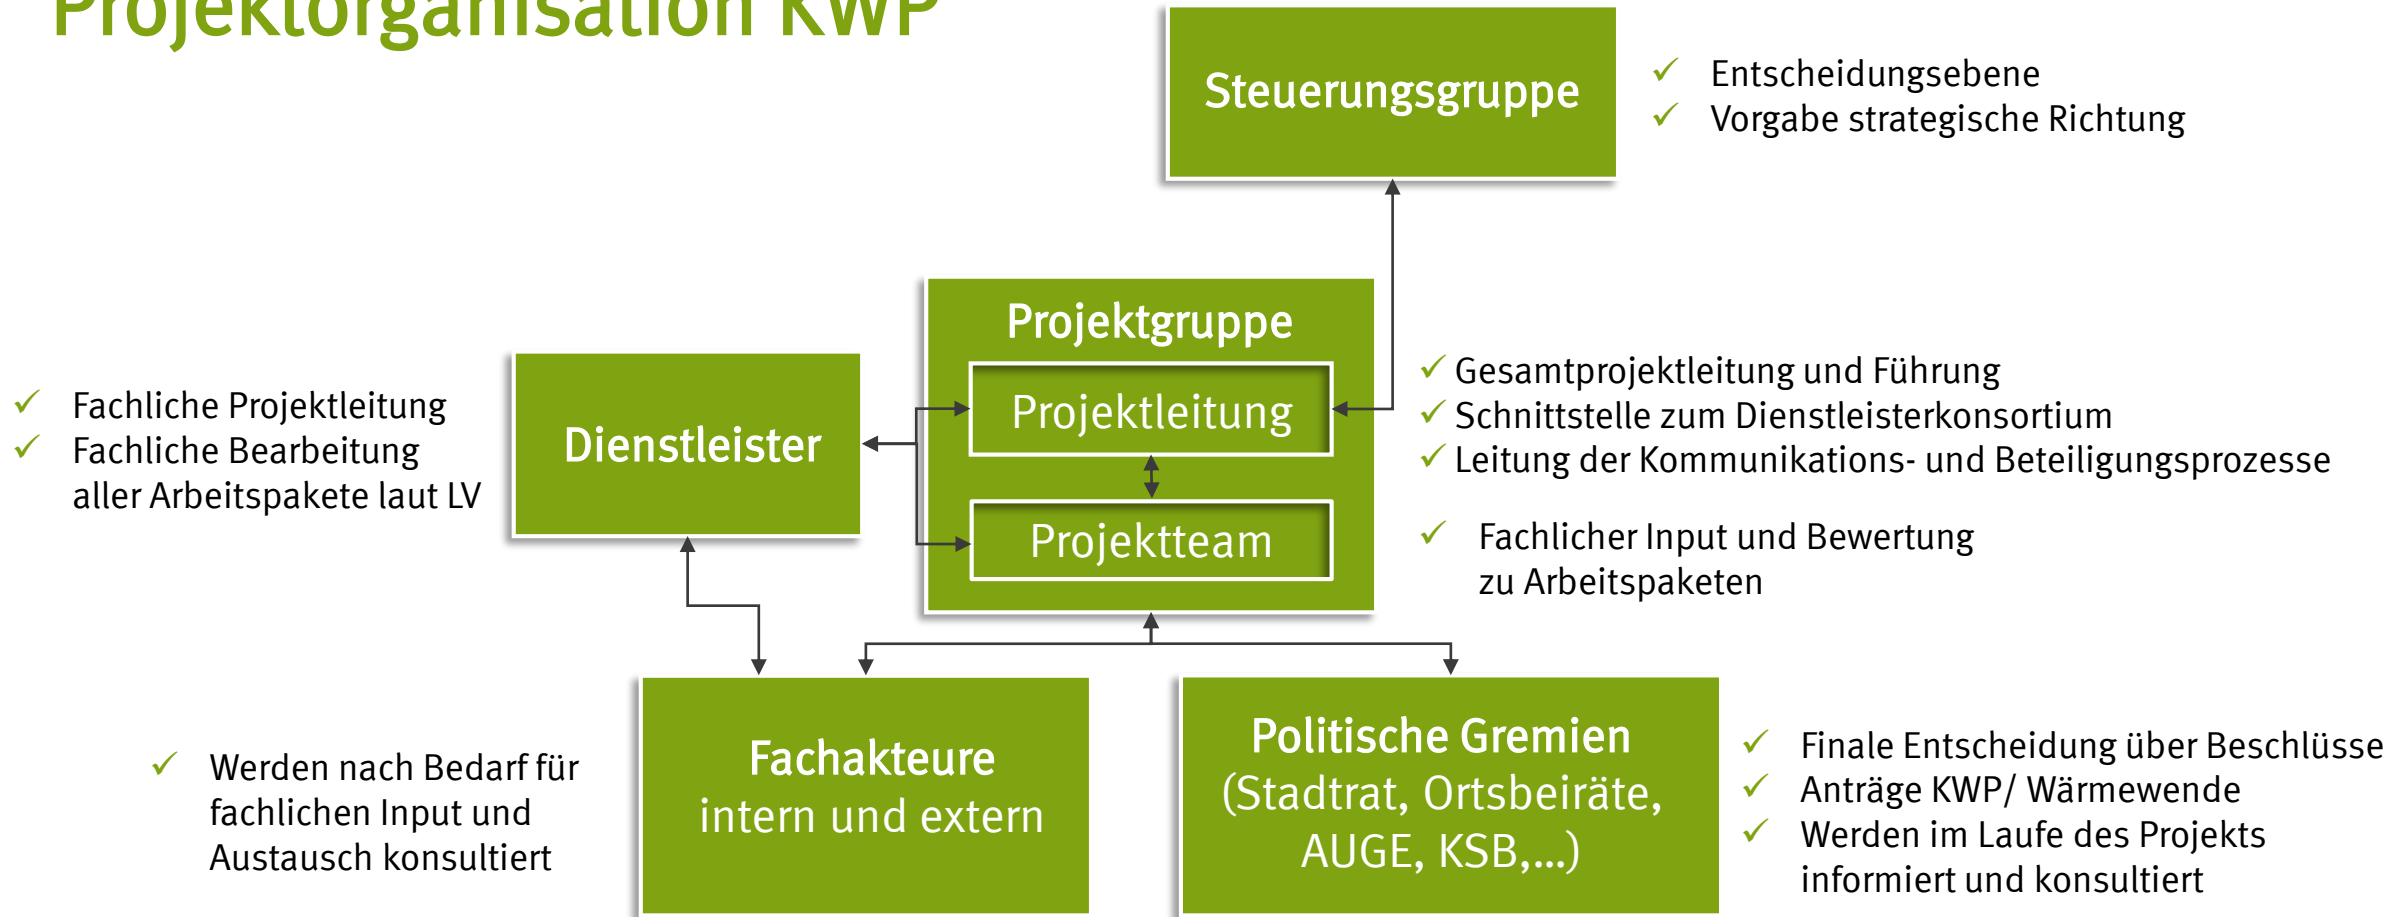 Projektorganisation KWP
Steuerungsgruppe
✓ Entscheidungsebene
✓ Vorgabe strategische Richtung
Projektgruppe
Projektleitung
Projektteam
✓ Gesamtprojektleitung und Führung
✓ Schnittstelle zum Dienstleisterkonsortium
✓ Leitung der Kommunikations- und Beteiligungsprozesse
✓ Fachlicher Input und Bewertung
zu Arbeitspaketen
Dienstleister
✓ Fachliche Projektleitung
✓ Fachliche Bearbeitung
aller Arbeitspakete laut LV
Fachakteure
intern und extern
✓ Werden nach Bedarf für
fachlichen Input und
Austausch konsultiert
Politische Gremien
(Stadtrat, Ortsbeiräte,
AUGE, KSB,...)
✓ Finale Entscheidung über Beschlüsse
✓ Anträge KWP/ Wärmewende
✓ Werden im Laufe des Projekts
informiert und konsultiert